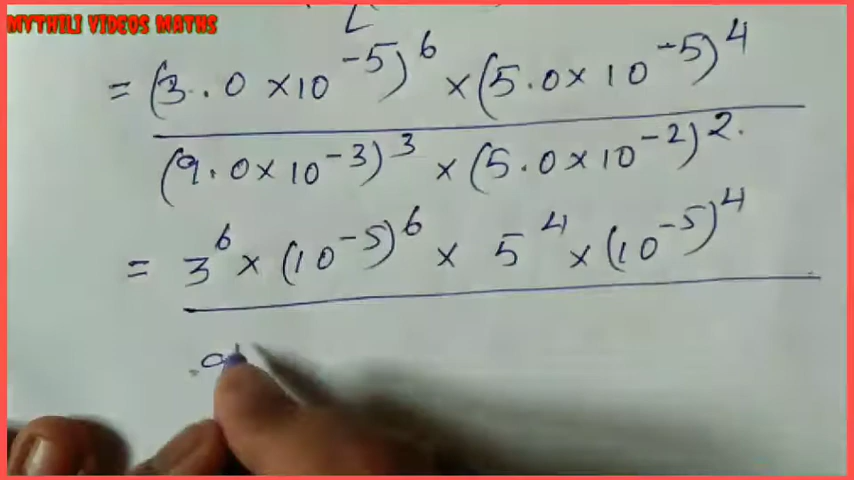 MYTHILI VIDEOS MATHS
= (3.0 ×10⁻⁵)⁶ × (5.0× 10⁻⁵)⁴
(9.0× 10⁻³)³ × (5.0×10⁻²)².
= 3⁶ × (10⁻⁵)⁶ × 5⁴ × (10⁻⁵)⁴